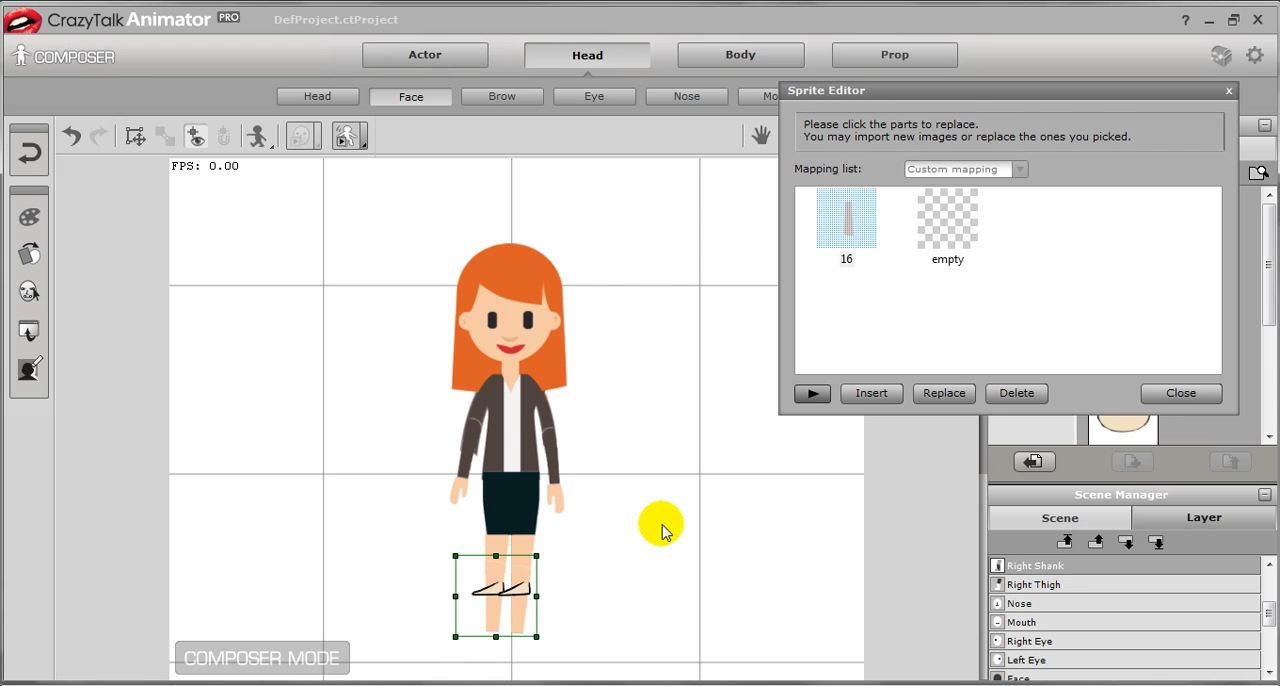 CrazyTalk Animator PRO
DefProject.ctProject
?
COMPOSER
Actor
Head
Body
Prop
Head
Face
Brow
Eye
Nose
Mo
FPS: 0.00
Sprite Editor
x
Please click the parts to replace.
You may import new images or replace the ones you picked.
Mapping list:
Custom mapping
16
empty
Insert
Replace
Delete
Close
Scene Manager
Scene
Layer
Right Shank
Right Thigh
Nose
Mouth
Right Eye
Left Eye
Face
COMPOSER MODE